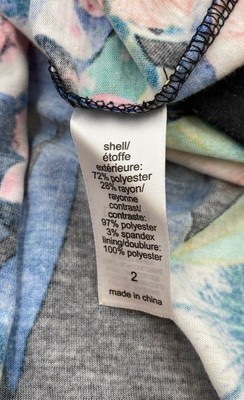 shell/
étoffe
extérieure:
72% polyester
28% rayon/
rayonne
contrast/
contraste:
97% polyester
3% spandex
lining/doublure:
100% polyester
2
made in china